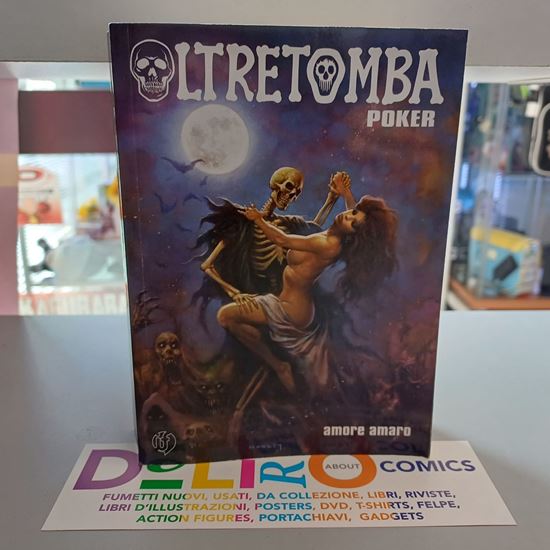 OLTRETOMBA
POKER
amore amaro
DeLIRO ABOUT COMICS
FUMETTI NUOVI, USATI, DA COLLEZIONE, LIBRI, RIVISTE,
LIBRI D'ILLUSTRAZIONI, POSTERS, DVD, T-SHIRTS, FELPE,
ACTION FIGURES, PORTACHIAVI, GADGETS